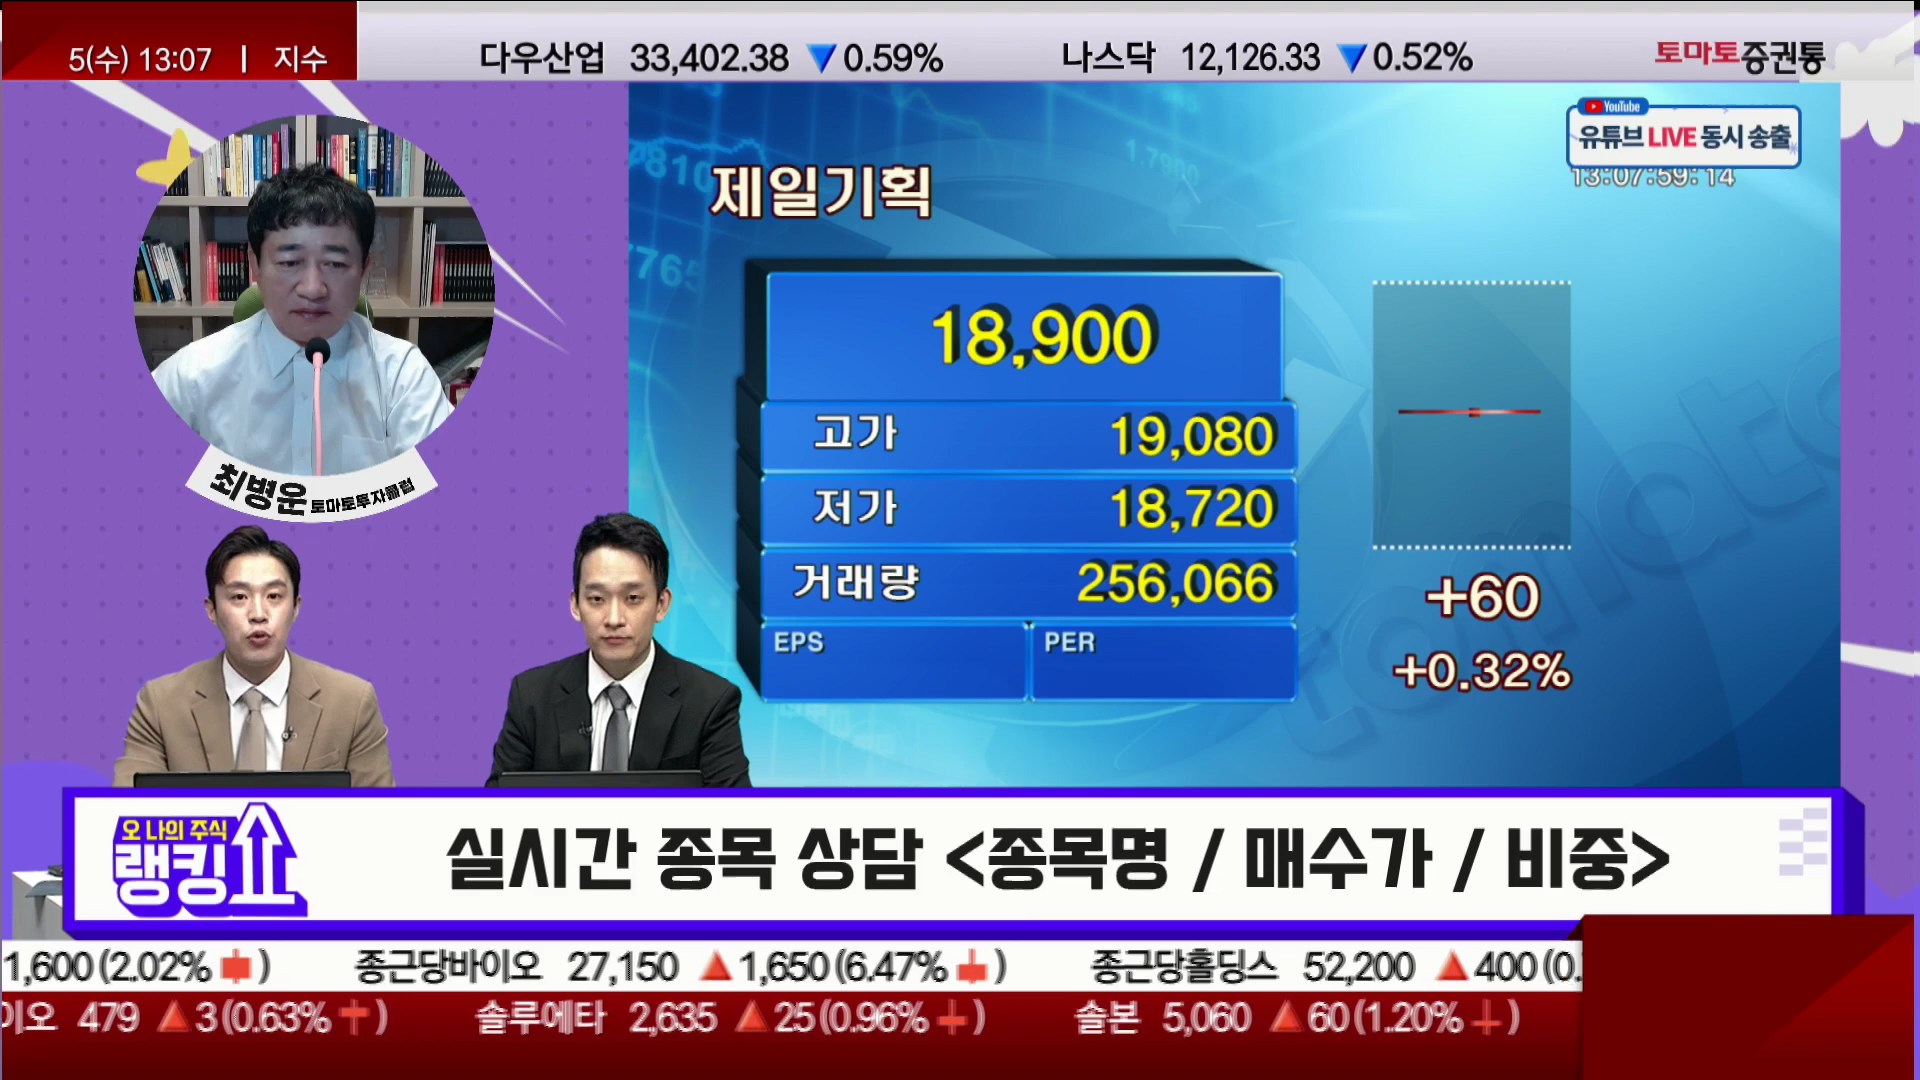 5(수) 13:07 | 지수
다우산업 33,402.38 ▼0.59%
나스닥 12,126.33 ▼0.52%
토마토증권통
YouTube
유튜브 LIVE 동시 송출
13:07:59:14
제일기획
18,900
고가 19,080
저가 18,720
거래량 256,066
EPS
PER
+60
+0.32%
최병운 토마토투자클럽
오 나의 주식
랭킹쇼
실시간 종목 상담 <종목명 / 매수가 / 비중>
1,600(2.02%) 종근당바이오 27,150 ▲1,650(6.47%) 종근당홀딩스 52,200 ▲400(0.
이오 479 ▲3(0.63%) 솔루에타 2,635 ▲25(0.96%) 솔본 5,060 ▲60(1.20%)